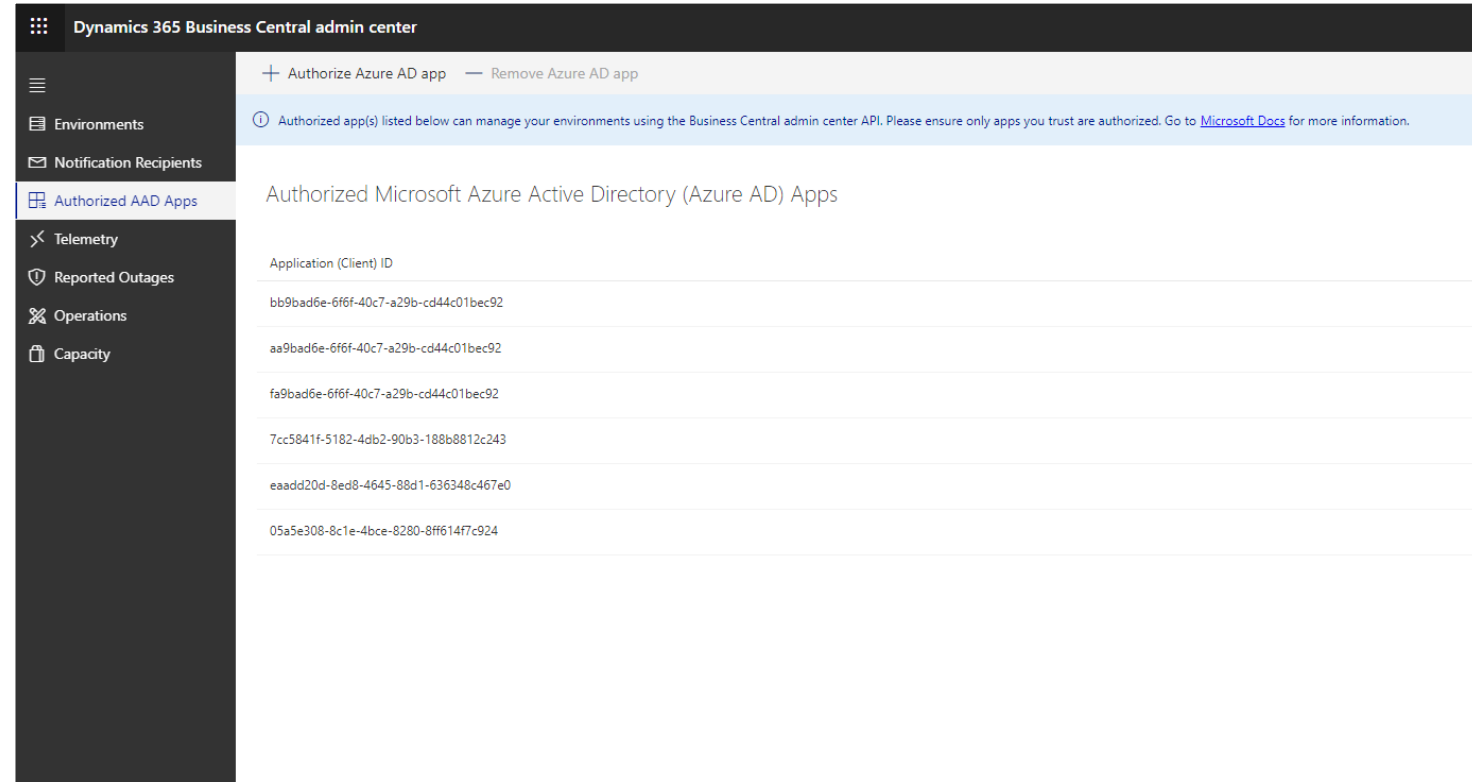 Dynamics 365 Business Central admin center
Authorize Azure AD app Remove Azure AD app
Authorized app(s) listed below can manage your environments using the Business Central admin center API. Please ensure only apps you trust are authorized. Go to Microsoft Docs for more information.
Environments
Notification Recipients
Authorized AAD Apps
Telemetry
Reported Outages
Operations
Capacity
Authorized Microsoft Azure Active Directory (Azure AD) Apps
Application (Client) ID
bb9bad6e-6f6f-40c7-a29b-cd44c01bec92
aa9bad6e-6f6f-40c7-a29b-cd44c01bec92
fa9bad6e-6f6f-40c7-a29b-cd44c01bec92
7cc5841f-5182-4db2-90b3-188b8812c243
eaadd20d-8ed8-4645-88d1-636348c467e0
05a5e308-8c1e-4bce-8280-8ff614f7c924